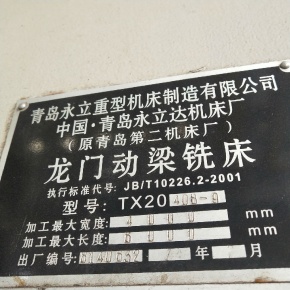 青岛永立重型机床制造有限公司
中国·青岛永立达机床厂
(原青岛第二机床厂)
龙门动梁铣床
执行标准代号: JB/T10226.2-2001
型号: TX20
加工最大宽度: 4000 mm
加工最大长度: 8000 mm
出厂编号: 年 月